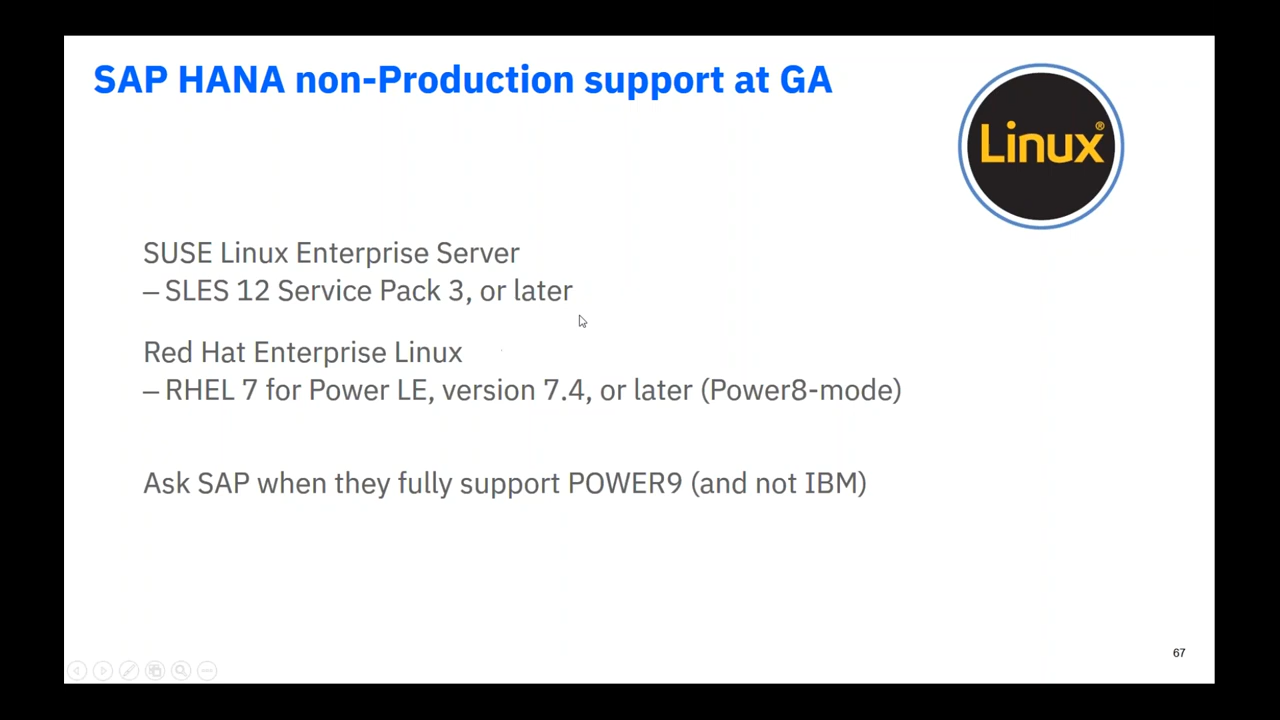 SAP HANA non-Production support at GA
Linux®
SUSE Linux Enterprise Server
– SLES 12 Service Pack 3, or later
Red Hat Enterprise Linux
– RHEL 7 for Power LE, version 7.4, or later (Power8-mode)
Ask SAP when they fully support POWER9 (and not IBM)
67